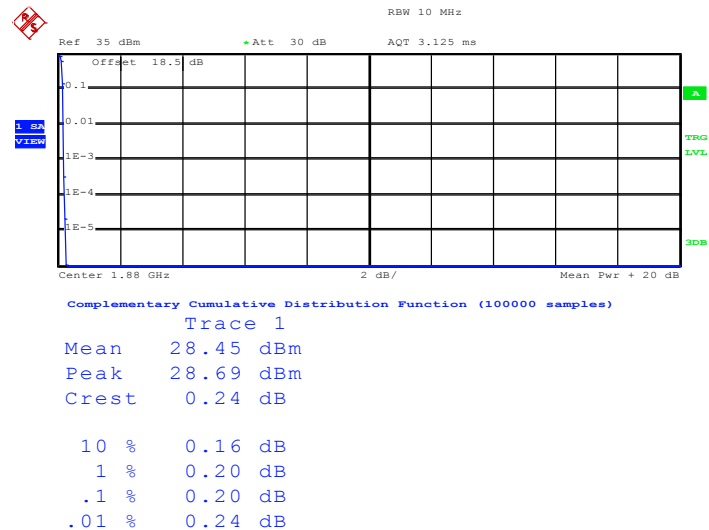 RBW 10 MHz
Ref 35 dBm *Att 30 dB AQT 3.125 ms
Offset 18.5 dB
0.1
A
0.01
1 SA
VIEW
TRG
LVL
1E-3
1E-4
1E-5
3DB
Center 1.88 GHz 2 dB/ Mean Pwr + 20 dB
Complementary Cumulative Distribution Function (100000 samples)
Trace 1
Mean 28.45 dBm
Peak 28.69 dBm
Crest 0.24 dB
10 % 0.16 dB
1 % 0.20 dB
.1 % 0.20 dB
.01 % 0.24 dB